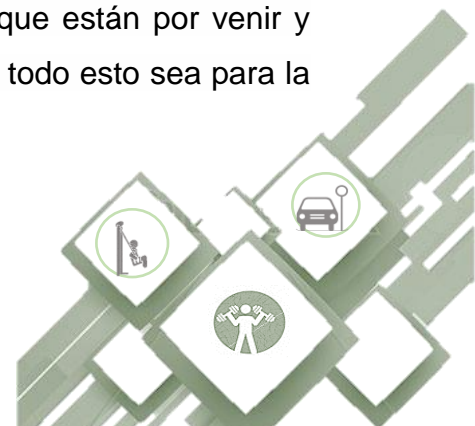 que están por venir y
todo esto sea para la